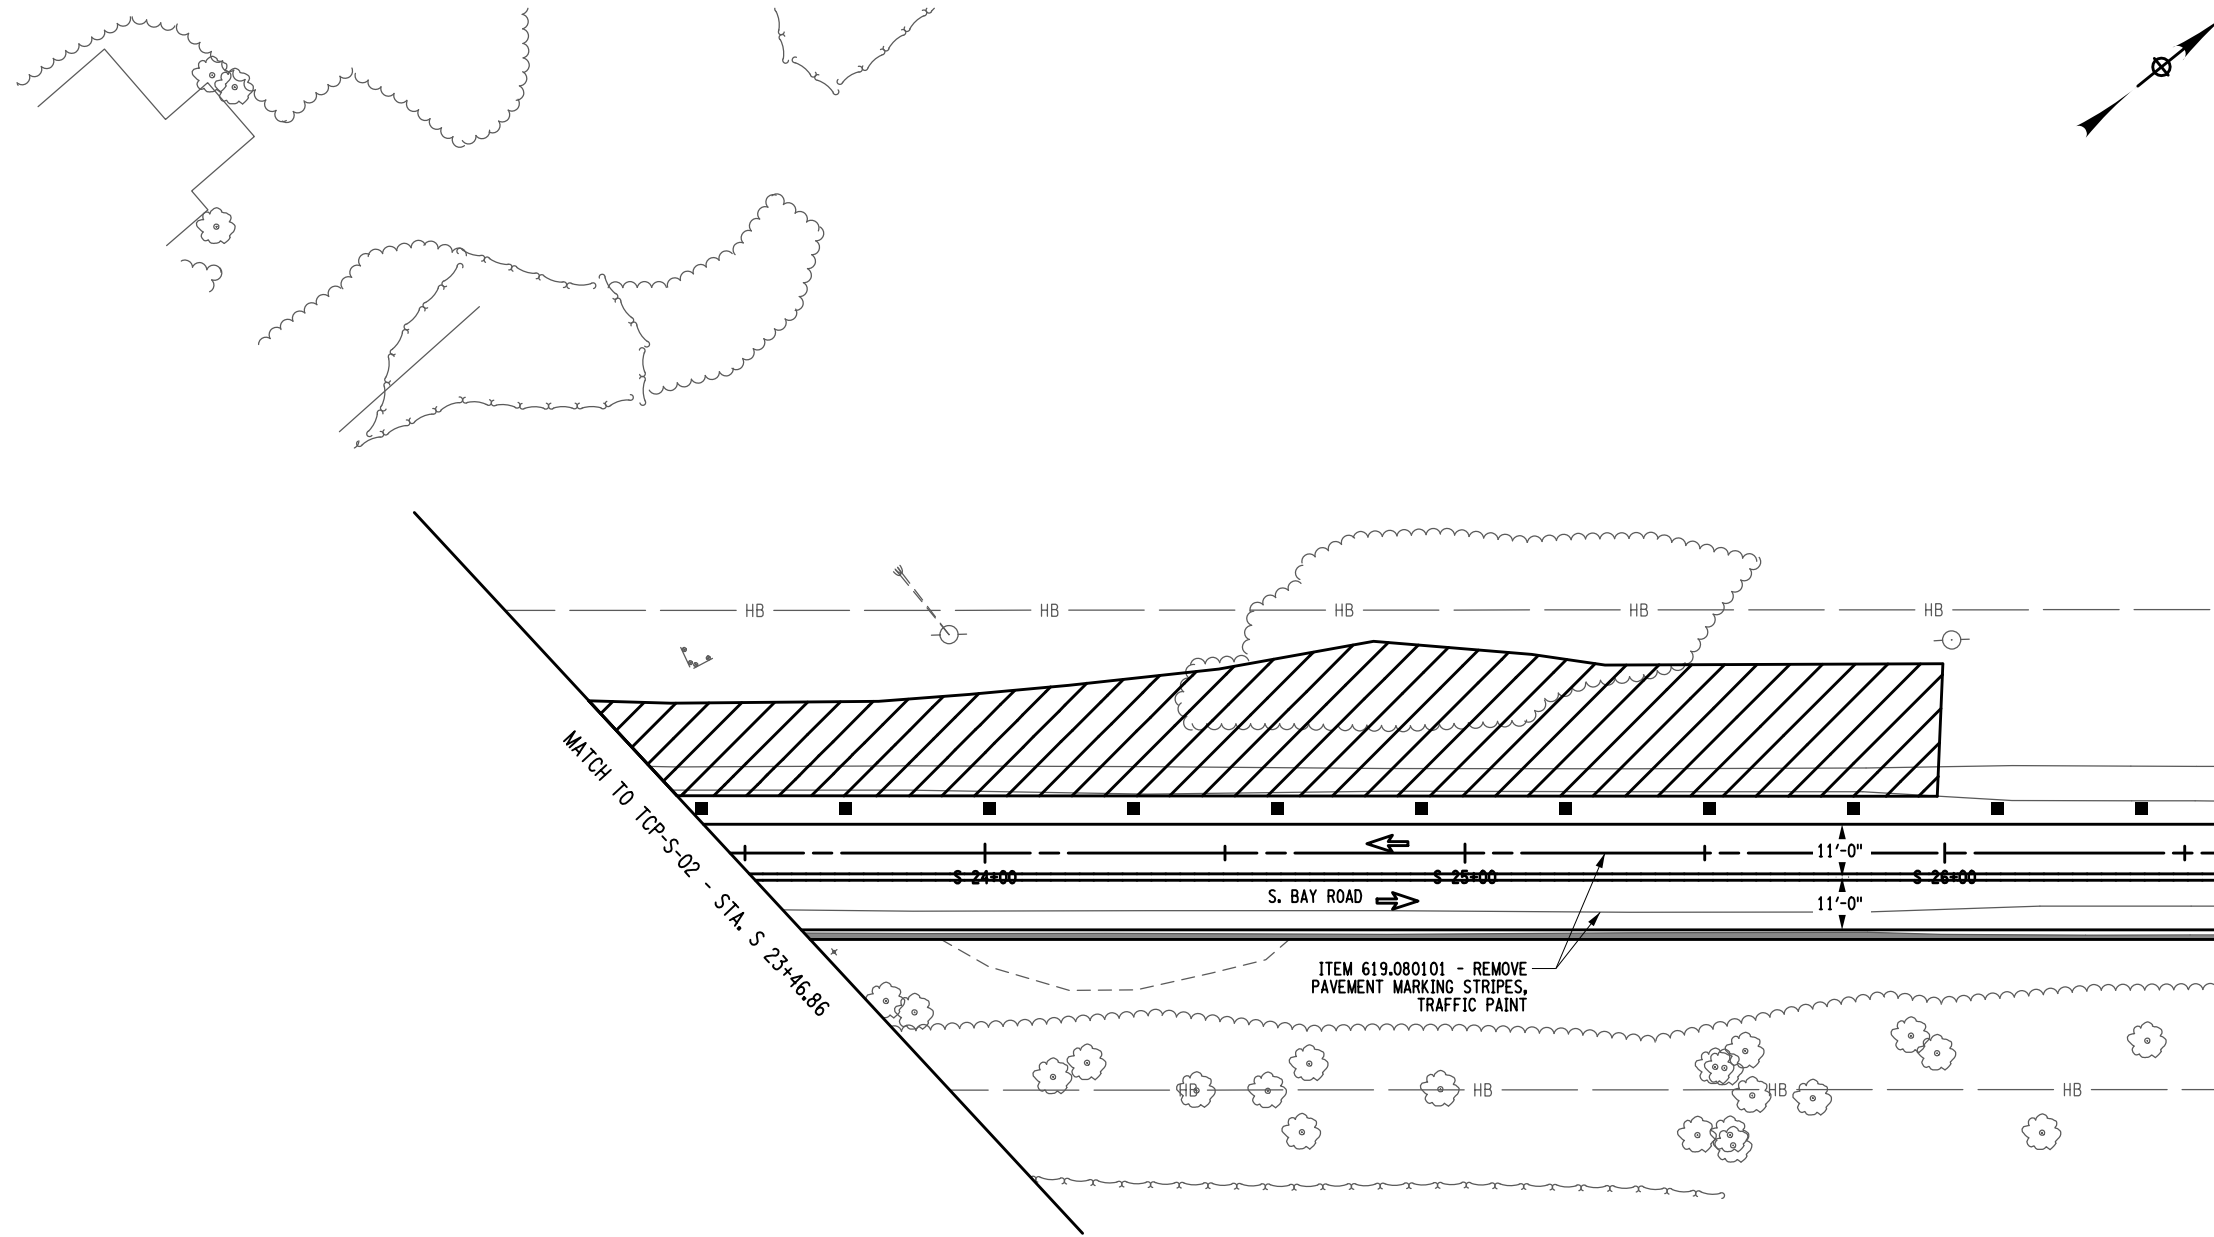 HB HB HB HB HB
MATCH TO TCP-S-02 - STA. S 23+46.86
11'-0"
S 24+00 S 25+00 S 26+00
S. BAY ROAD
11'-0"
ITEM 619.080101 - REMOVE
PAVEMENT MARKING STRIPES,
TRAFFIC PAINT
HB HB HB HB